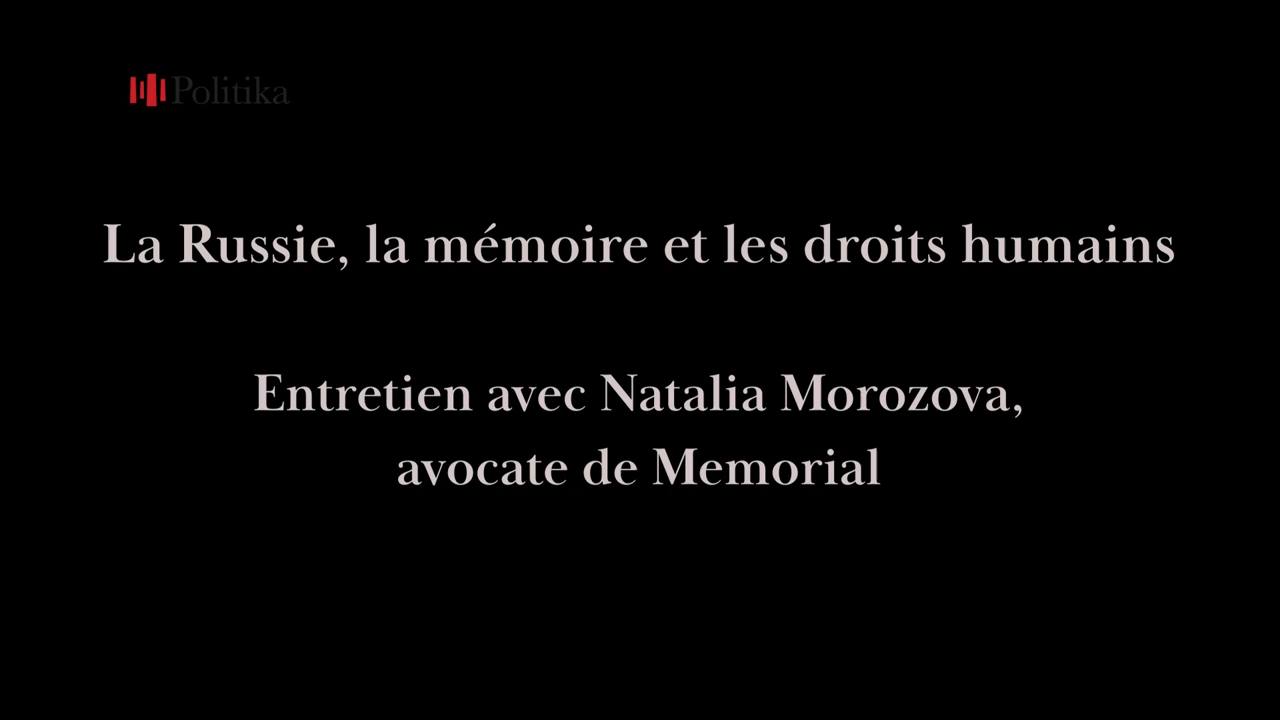 Politika
La Russie, la mémoire et les droits humains
Entretien avec Natalia Morozova,
avocate de Memorial